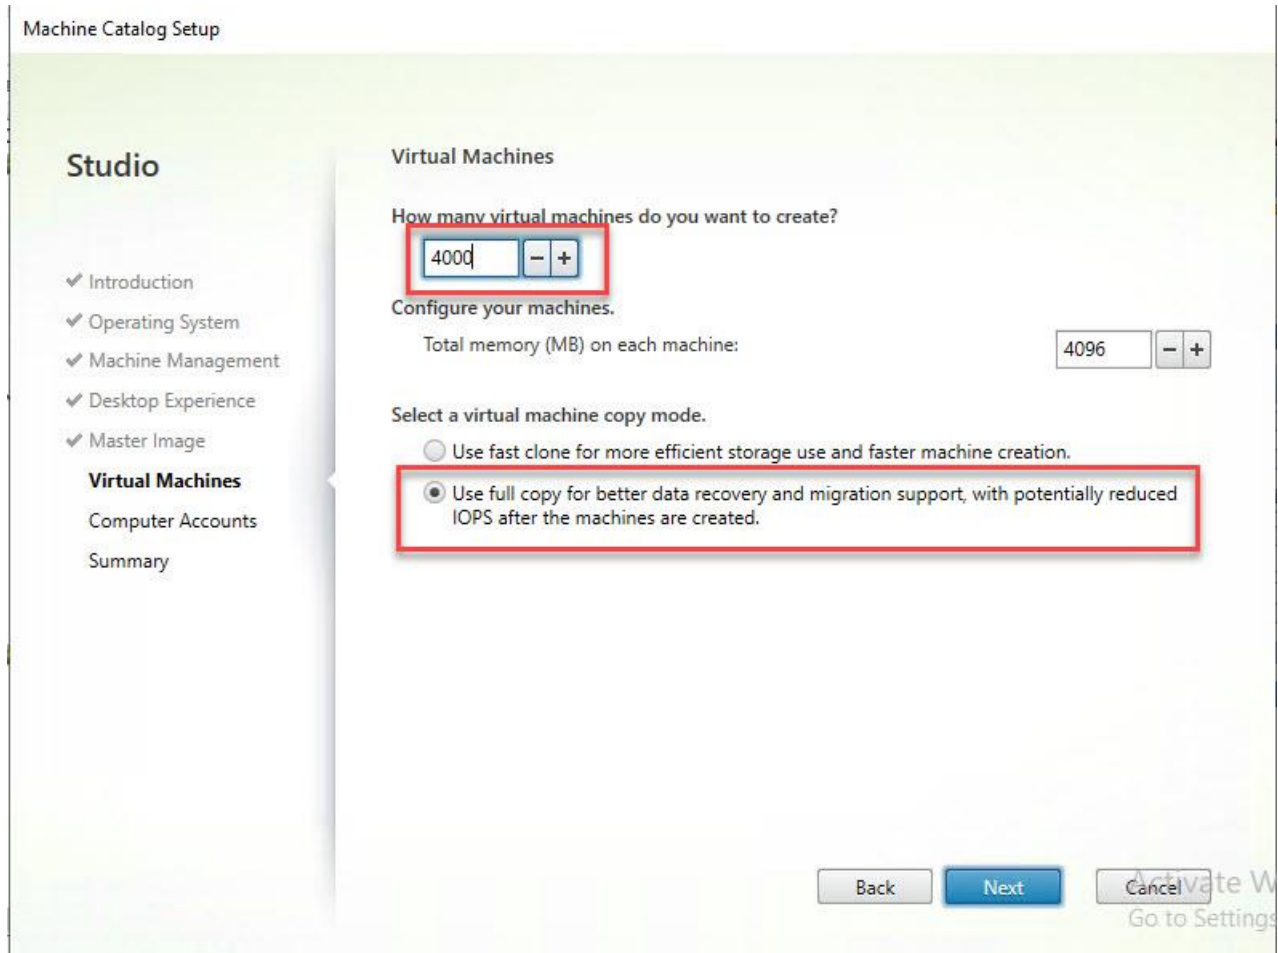 Machine Catalog Setup
Studio
Introduction
Operating System
Machine Management
Desktop Experience
Master Image
Virtual Machines
Computer Accounts
Summary
Virtual Machines
How many virtual machines do you want to create?
4000
- +
Configure your machines.
Total memory (MB) on each machine:
4096
- +
Select a virtual machine copy mode.
Use fast clone for more efficient storage use and faster machine creation.
Use full copy for better data recovery and migration support, with potentially reduced
IOPS after the machines are created.
Back
Next
Cancel
Activate W
Go to Settings